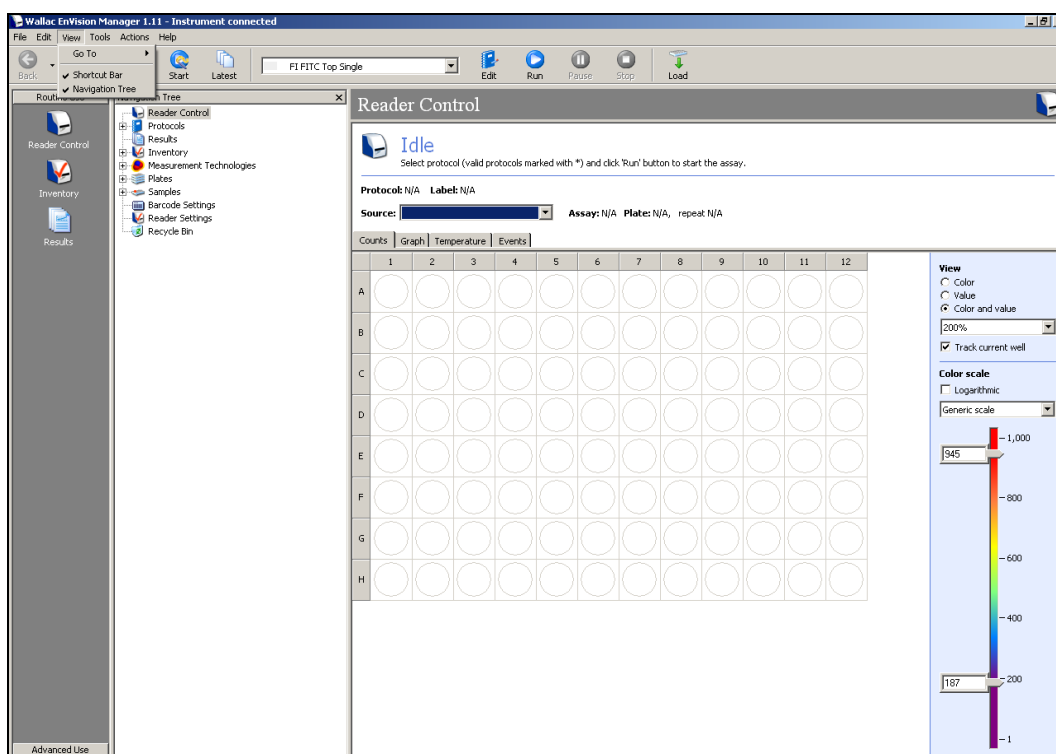 Wallac EnVision Manager 1.11 - Instrument connected
File Edit View Tools Actions Help
Go To
Shortcut Bar
Navigation Tree
Back Start Latest FI FITC Top Single Edit Run Pause Stop Load
Navigation Tree
Reader Control
Inventory
Results
Advanced Use
Reader Control
Protocols
Results
Inventory
Measurement Technologies
Plates
Samples
Barcode Settings
Reader Settings
Recycle Bin
Reader Control
Idle
Select protocol (valid protocols marked with *) and click 'Run' button to start the assay.
Protocol: N/A Label: N/A
Source: Assay: N/A Plate: N/A, repeat N/A
Counts Graph Temperature Events
1 2 3 4 5 6 7 8 9 10 11 12
A
B
C
D
E
F
G
H
View
Color
Value
Color and value
200%
Track current well
Color scale
Logarithmic
Generic scale
1,000
945
800
600
400
200
187
1